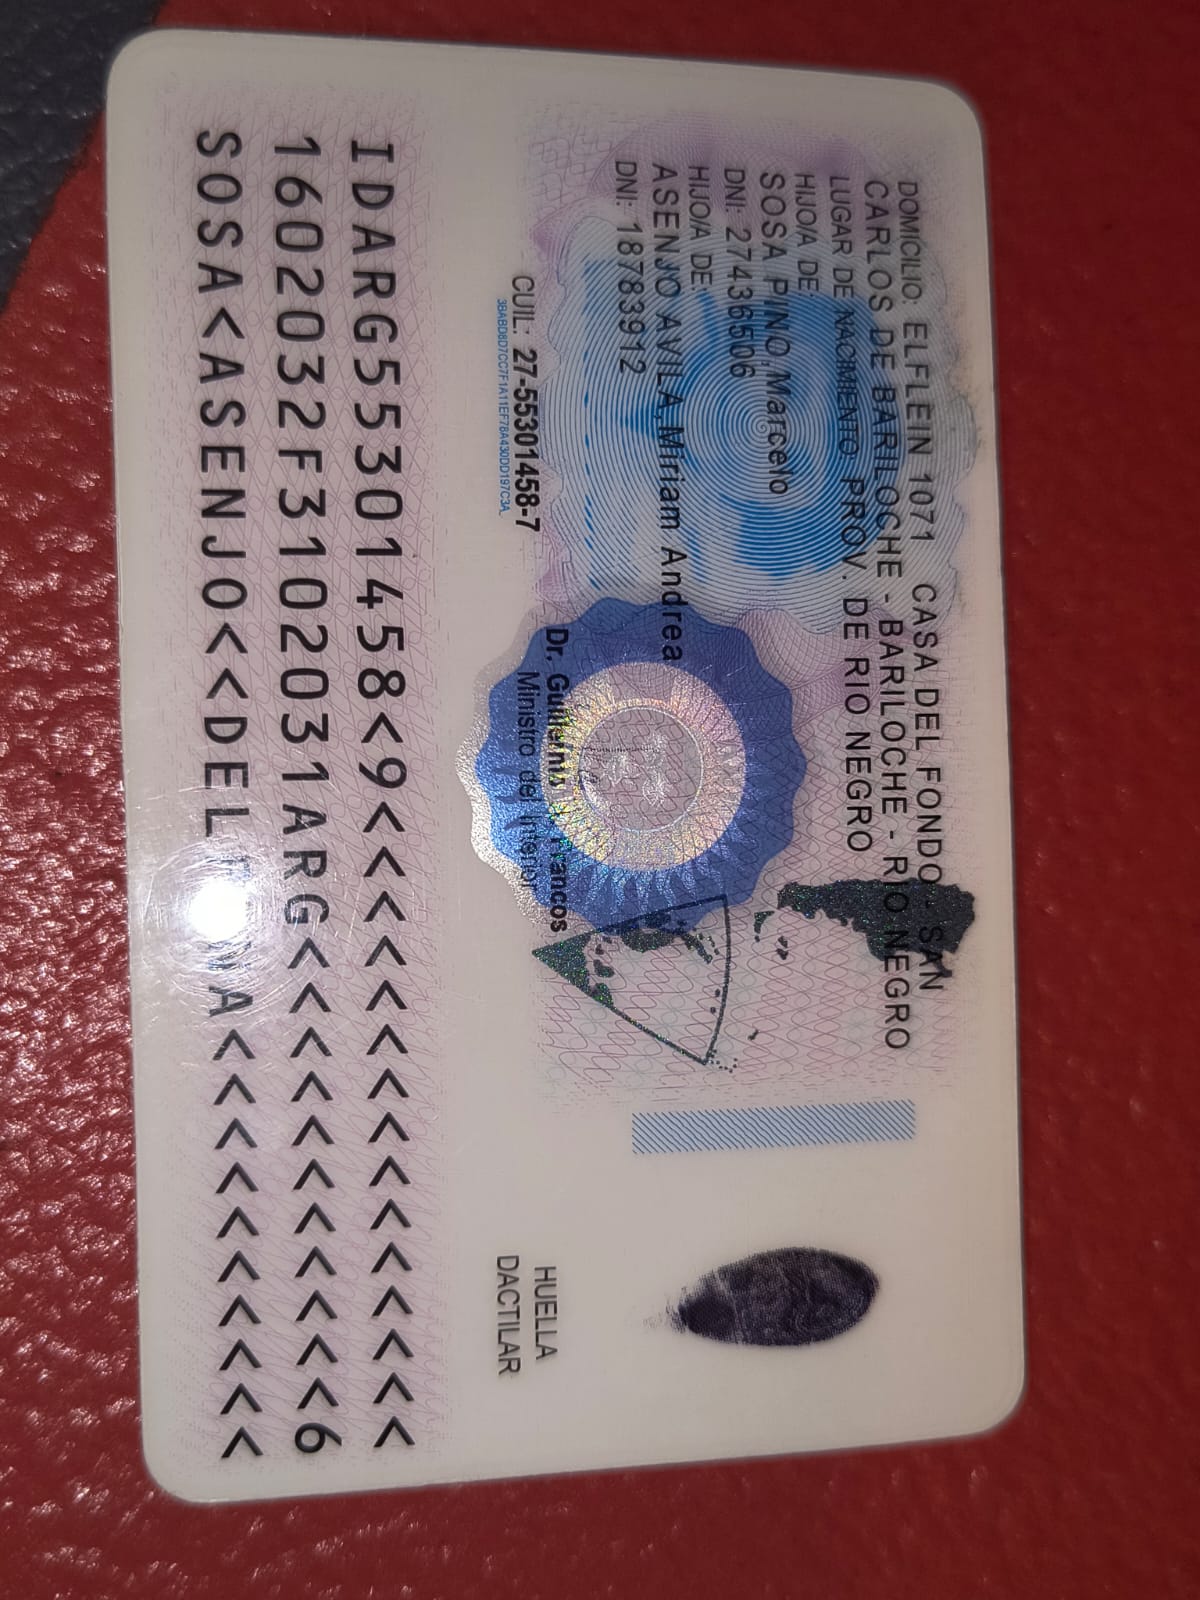 DOMICILIO: ELFLEIN 1071 CASA DEL FONDO - SAN
CARLOS DE BARILOCHE - BARILOCHE - RIO NEGRO
LUGAR DE NACIMIENTO: PROV. DE RIO NEGRO
HIJO/A DE:
SOSA PINO, Marcelo
DNI: 27436506
HIJO/A DE:
ASENJO AVILA, Miriam Andrea
DNI: 18783912
CUIL: 27-55301458-7
Dr. Francos
Ministro del Interior
HUELLA
DACTILAR
IDARG55301458<9<<<<<<<<<<<<<<<
1602032F3102031ARG<<<<<<<<<<<6
SOSA<ASENJO<<